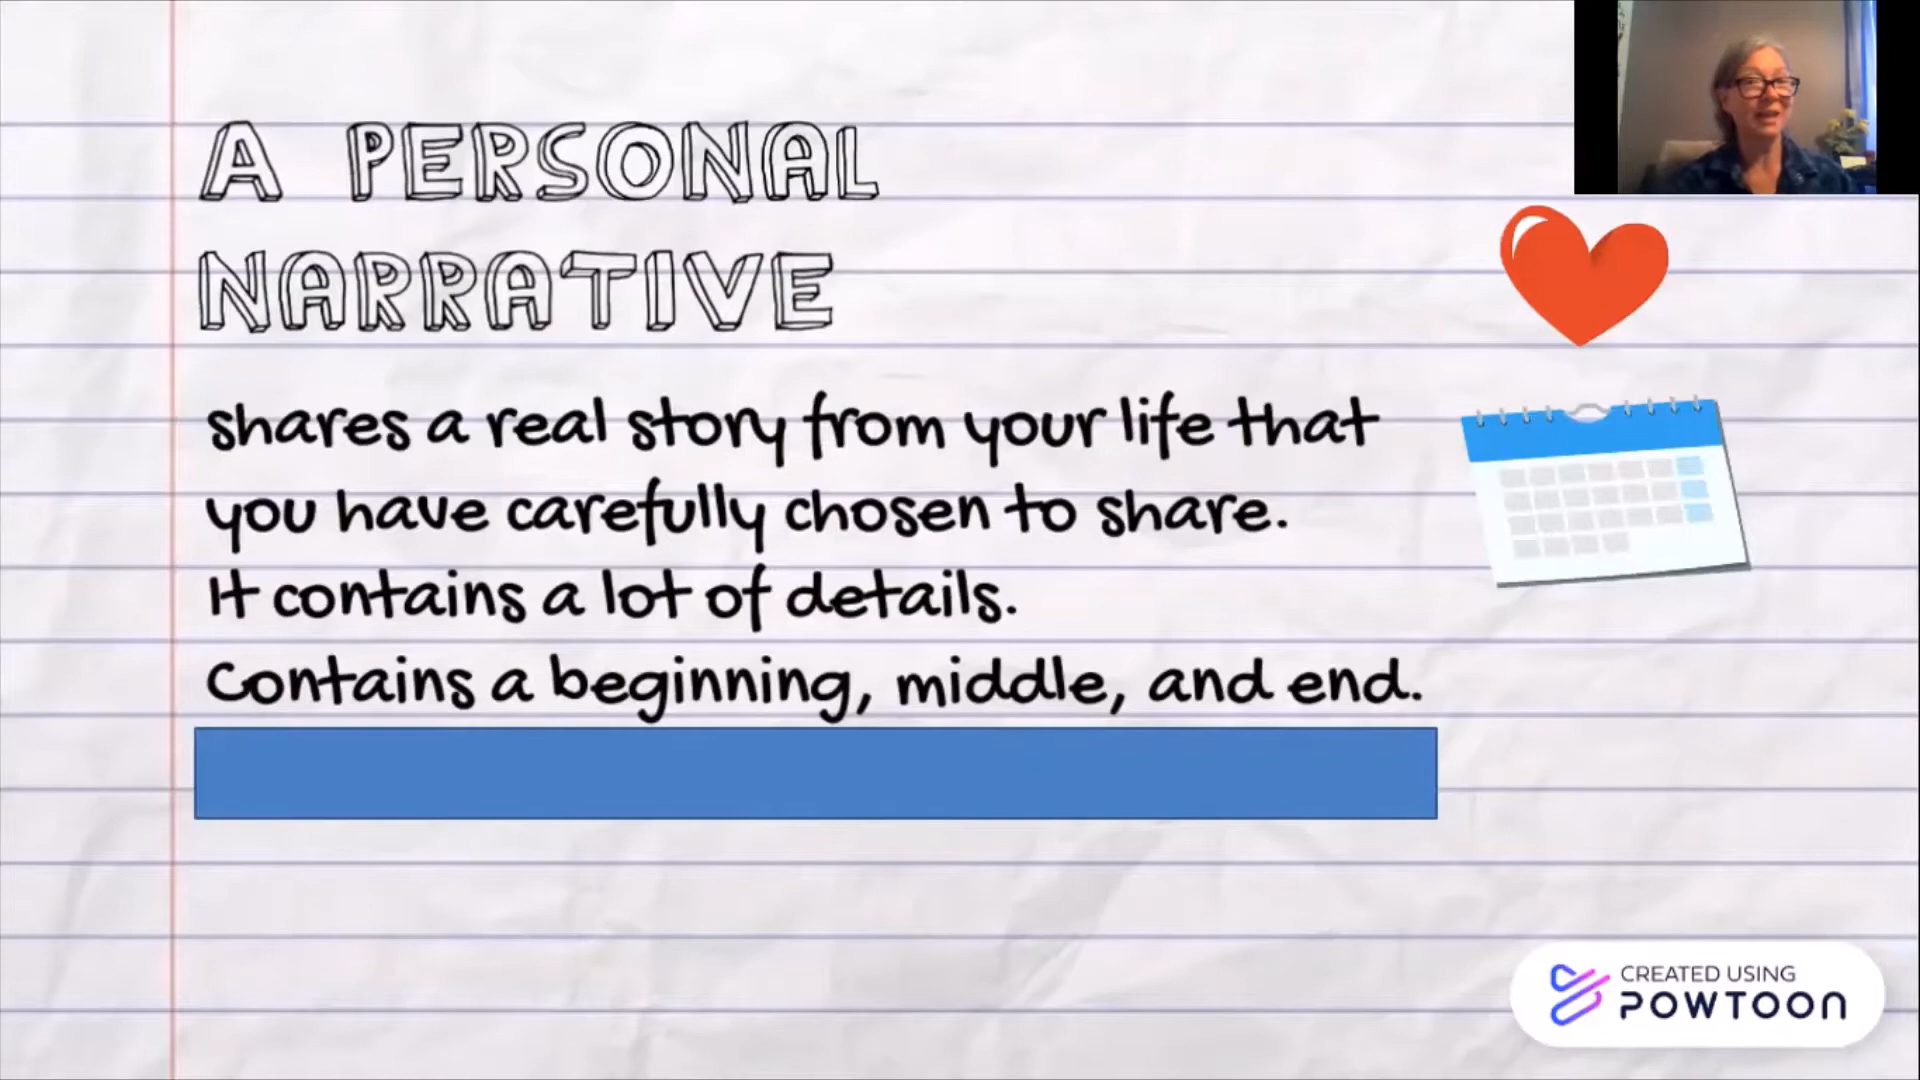 A PERSONAL
NARRATIVE
shares a real story from your life that
you have carefully chosen to share.
It contains a lot of details.
Contains a beginning, middle, and end.
CREATED USING
POWTOON